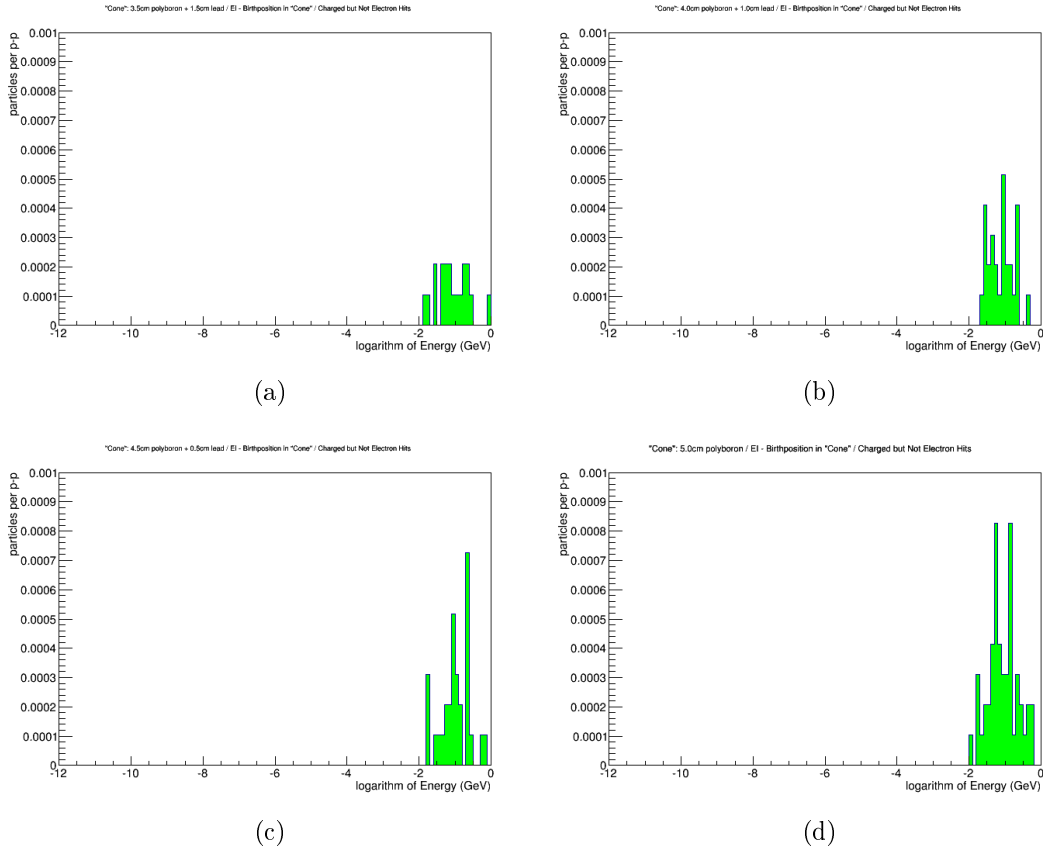 "Cone": 3.5cm polyboron + 1.5cm lead / El - Birthposition in "Cone" / Charged but Not Electron Hits
particles per p-p
0.001
0.0009
0.0008
0.0007
0.0006
0.0005
0.0004
0.0003
0.0002
0.0001
0
-12 -10 -8 -6 -4 -2 0
logarithm of Energy (GeV)
(a)
"Cone": 4.0cm polyboron + 1.0cm lead / El - Birthposition in "Cone" / Charged but Not Electron Hits
particles per p-p
0.001
0.0009
0.0008
0.0007
0.0006
0.0005
0.0004
0.0003
0.0002
0.0001
0
-12 -10 -8 -6 -4 -2 0
logarithm of Energy (GeV)
(b)
"Cone": 4.5cm polyboron + 0.5cm lead / El - Birthposition in "Cone" / Charged but Not Electron Hits
particles per p-p
0.001
0.0009
0.0008
0.0007
0.0006
0.0005
0.0004
0.0003
0.0002
0.0001
0
-12 -10 -8 -6 -4 -2 0
logarithm of Energy (GeV)
(c)
"Cone": 5.0cm polyboron / El - Birthposition in "Cone" / Charged but Not Electron Hits
particles per p-p
0.001
0.0009
0.0008
0.0007
0.0006
0.0005
0.0004
0.0003
0.0002
0.0001
0
-12 -10 -8 -6 -4 -2 0
logarithm of Energy (GeV)
(d)